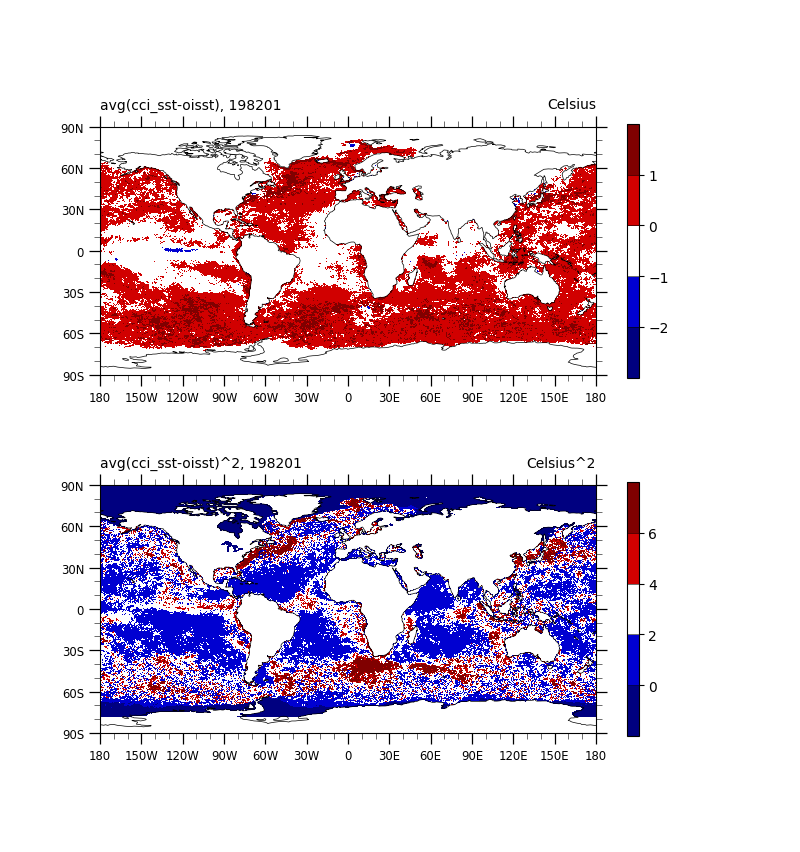 avg(cci_sst-oisst), 198201 Celsius
90N
60N
30N
0
30S
60S
90S
180 150W 120W 90W 60W 30W 0 30E 60E 90E 120E 150E 180
1
0
−1
−2
avg(cci_sst-oisst)^2, 198201 Celsius^2
90N
60N
30N
0
30S
60S
90S
180 150W 120W 90W 60W 30W 0 30E 60E 90E 120E 150E 180
6
4
2
0